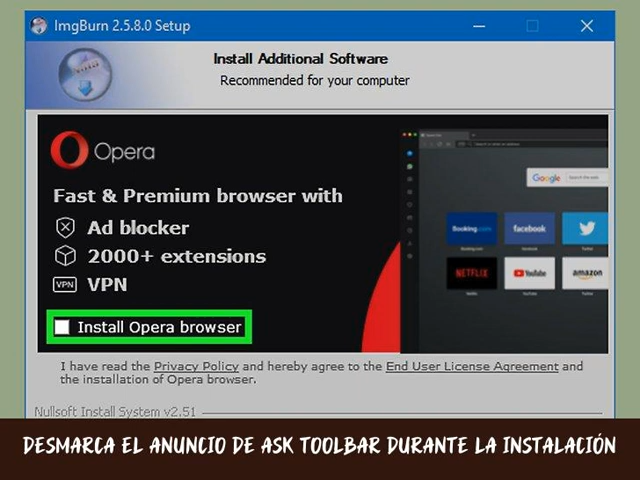 ImgBurn 2.5.8.0 Setup
Install Additional Software
Recommended for your computer
Opera
Fast & Premium browser with
Ad blocker
2000+ extensions
VPN VPN
Install Opera browser
Google
Booking.com facebook Twitter
NETFLIX YouTube amazon
I have read the Privacy Policy and hereby agree to the End User License Agreement and
the installation of Opera browser.
Nullsoft Install System v2.51
DESMARCA EL ANUNCIO DE ASK TOOLBAR DURANTE LA INSTALACIÓN